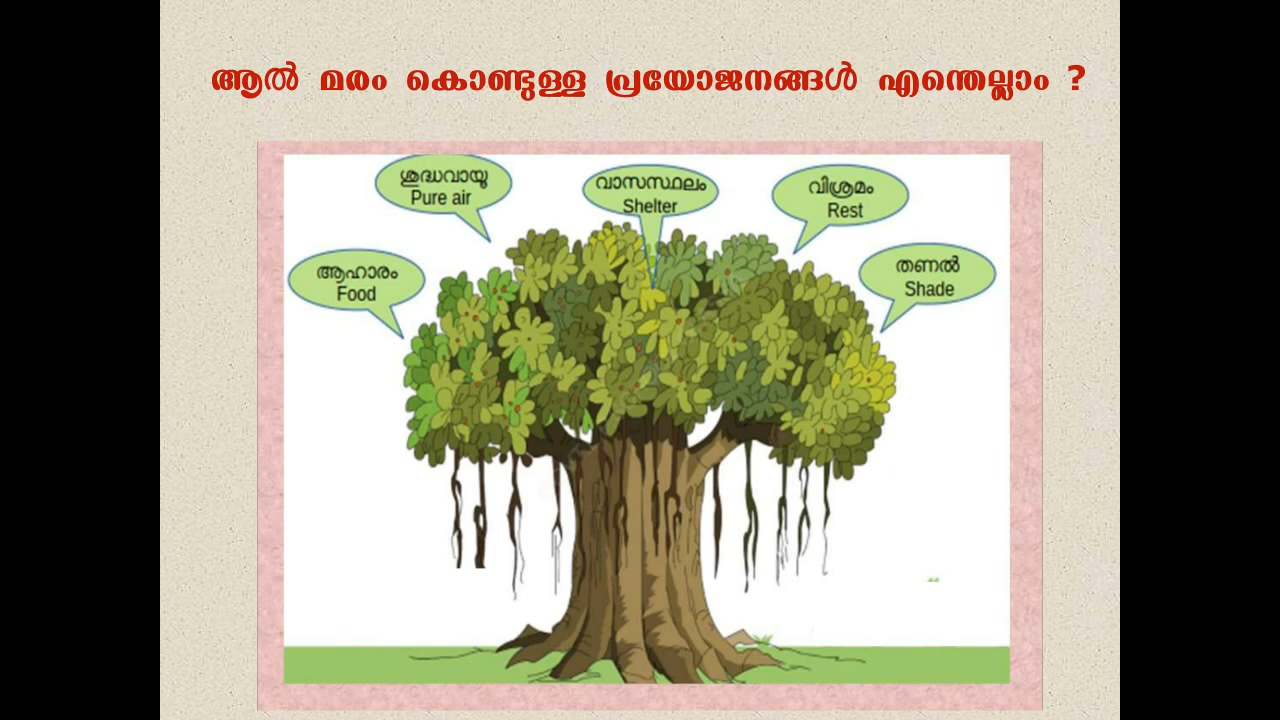 ആൽ മരം കൊണ്ടുള്ള പ്രയോജനങ്ങൾ എന്തെല്ലാം ?
ശുദ്ധവായു
Pure air
വാസസ്ഥലം
Shelter
വിശ്രമം
Rest
ആഹാരം
Food
തണൽ
Shade